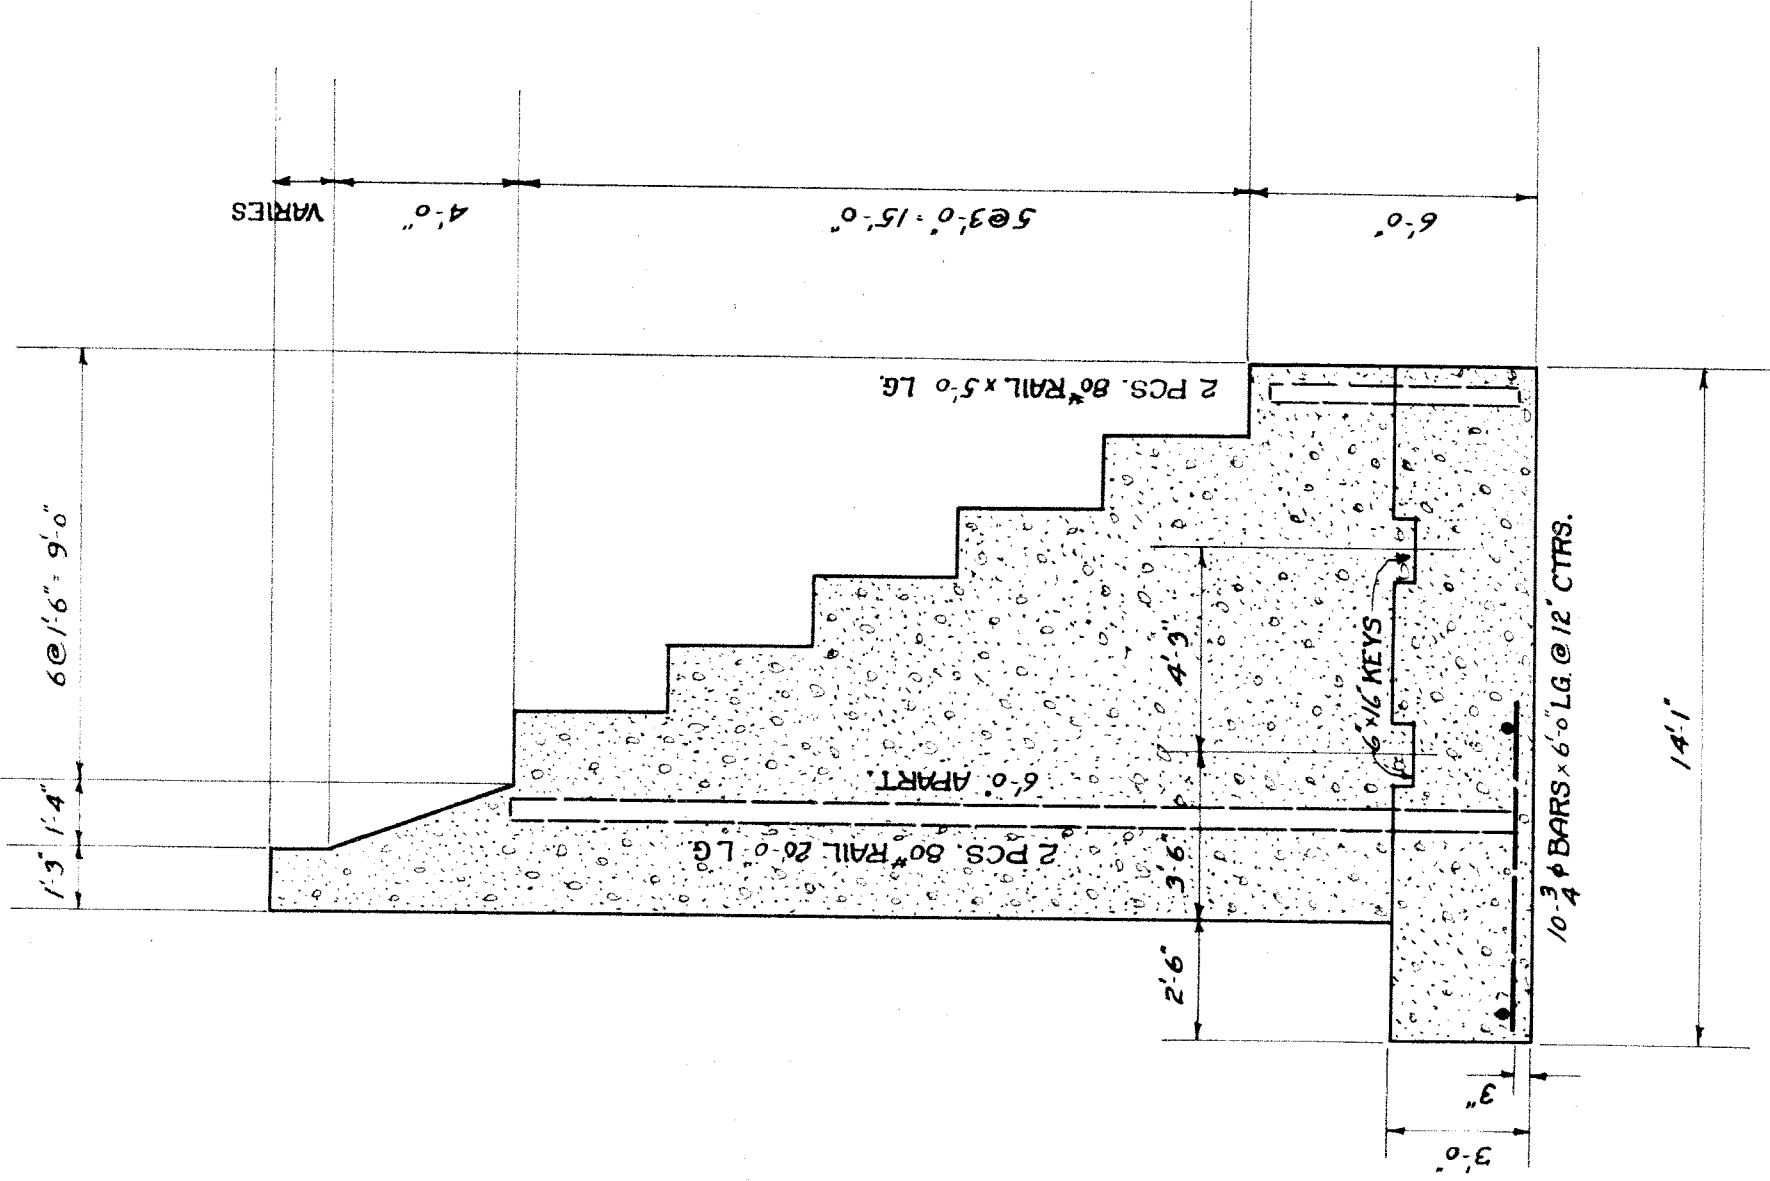 VARIES
4'-0"
5@3'-0" = 15'-0"
6'-0"
6@1'-6" = 9'-0"
1'-4"
1'-3"
2 PCS. 80# RAIL x 5'-0 LG.
6'-0" APART.
2 PCS. 80# RAIL 20'-0 LG.
4'-3"
3'-6"
2'-6"
6"x16" KEYS
10-3/4 φ BARS x 6'-0" LG. @ 12" CTRS.
14'-1"
3"
3'-0"